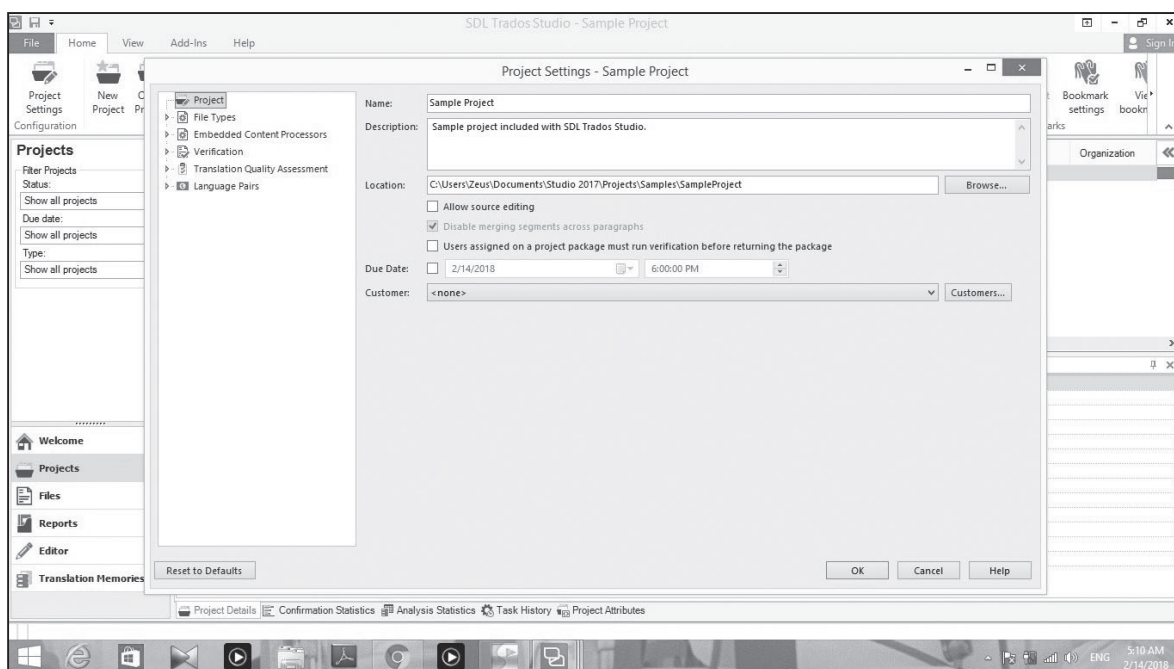 SDL Trados Studio - Sample Project
File Home View Add-Ins Help Sign In
Project Settings
New Project
Configuration
Bookmark settings
Project Settings - Sample Project
Project
File Types
Embedded Content Processors
Verification
Translation Quality Assessment
Language Pairs
Name: Sample Project
Description: Sample project included with SDL Trados Studio.
Location: C:\Users\Zeus\Documents\Studio 2017\Projects\Samples\SampleProject Browse...
Allow source editing
Disable merging segments across paragraphs
Users assigned on a project package must run verification before returning the package
Due Date: 2/14/2018 6:00:00 PM
Customer: <none> Customers...
Reset to Defaults OK Cancel Help
Projects
Filter Projects
Status:
Show all projects
Due date:
Show all projects
Type:
Show all projects
Organization
Welcome
Projects
Files
Reports
Editor
Translation Memories
Project Details Confirmation Statistics Analysis Statistics Task History Project Attributes
ENG 5:10 AM
2/14/2018